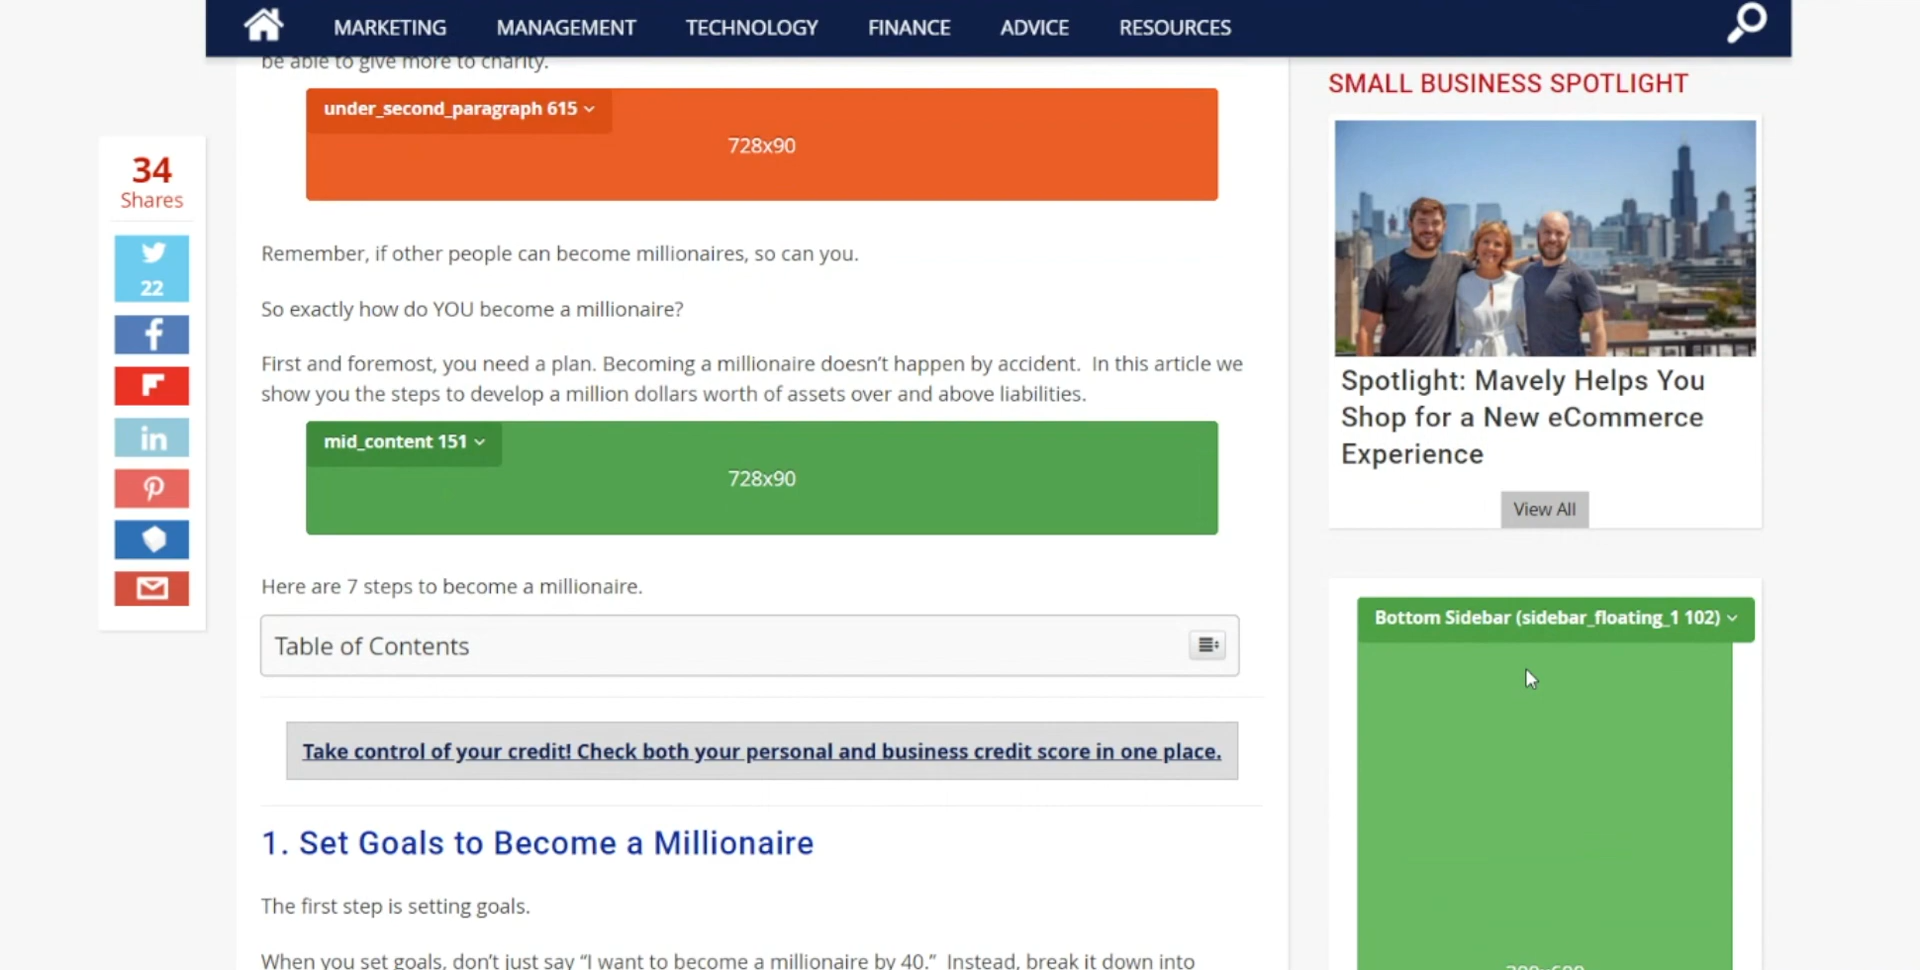 MARKETING MANAGEMENT TECHNOLOGY FINANCE ADVICE RESOURCES
be able to give more to charity.
under_second_paragraph 615
728x90
34
Shares
22
Remember, if other people can become millionaires, so can you.
So exactly how do YOU become a millionaire?
First and foremost, you need a plan. Becoming a millionaire doesn’t happen by accident. In this article we
show you the steps to develop a million dollars worth of assets over and above liabilities.
mid_content 151
728x90
Here are 7 steps to become a millionaire.
Table of Contents
Take control of your credit! Check both your personal and business credit score in one place.
1. Set Goals to Become a Millionaire
The first step is setting goals.
When you set goals, don’t just say “I want to become a millionaire by 40.” Instead, break it down into
SMALL BUSINESS SPOTLIGHT
Spotlight: Mavely Helps You
Shop for a New eCommerce
Experience
View All
Bottom Sidebar (sidebar_floating_1 102)